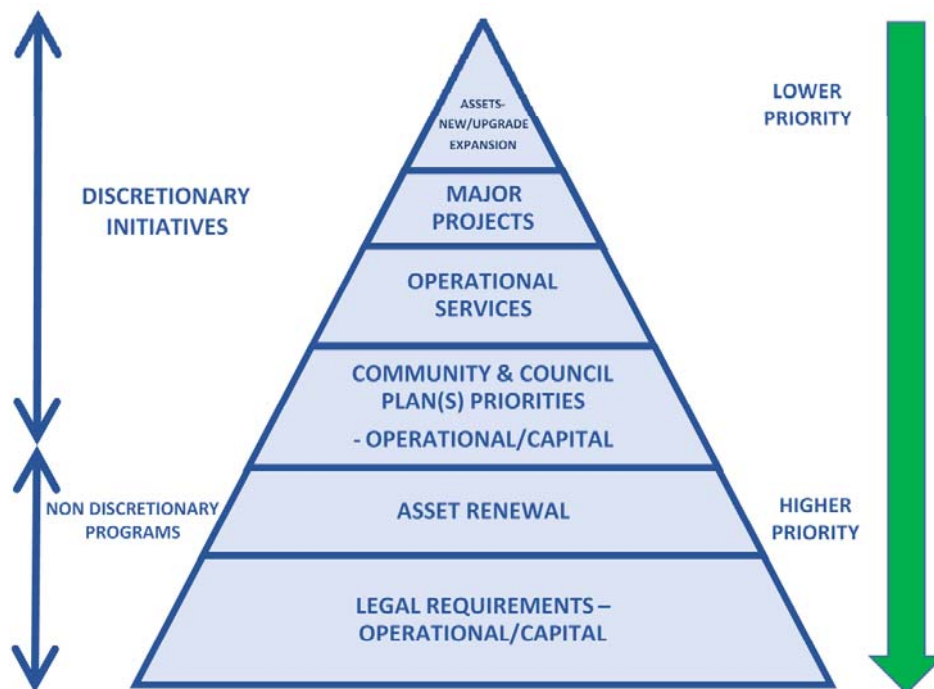 ASSETS-
NEW/UPGRADE
EXPANSION
LOWER
PRIORITY
DISCRETIONARY
INITIATIVES
MAJOR
PROJECTS
OPERATIONAL
SERVICES
COMMUNITY & COUNCIL
PLAN(S) PRIORITIES
- OPERATIONAL/CAPITAL
NON DISCRETIONARY
PROGRAMS
ASSET RENEWAL
HIGHER
PRIORITY
LEGAL REQUIREMENTS –
OPERATIONAL/CAPITAL